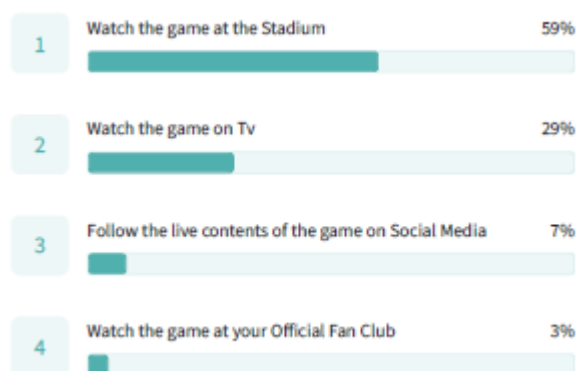 1
Watch the game at the Stadium 59%
2
Watch the game on Tv 29%
3
Follow the live contents of the game on Social Media 7%
4
Watch the game at your Official Fan Club 3%